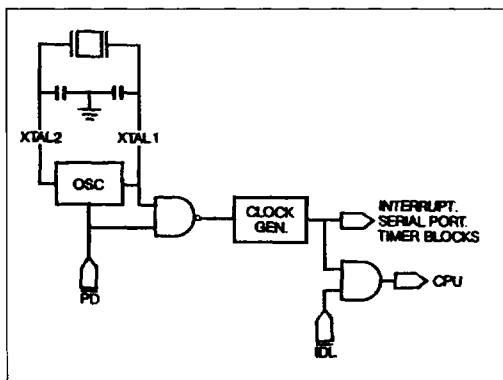 XTAL2
XTAL1
OSC
CLOCK
GEN.
INTERRUPT.
SERIAL PORT.
TIMER BLOCKS
CPU
PD
IDL